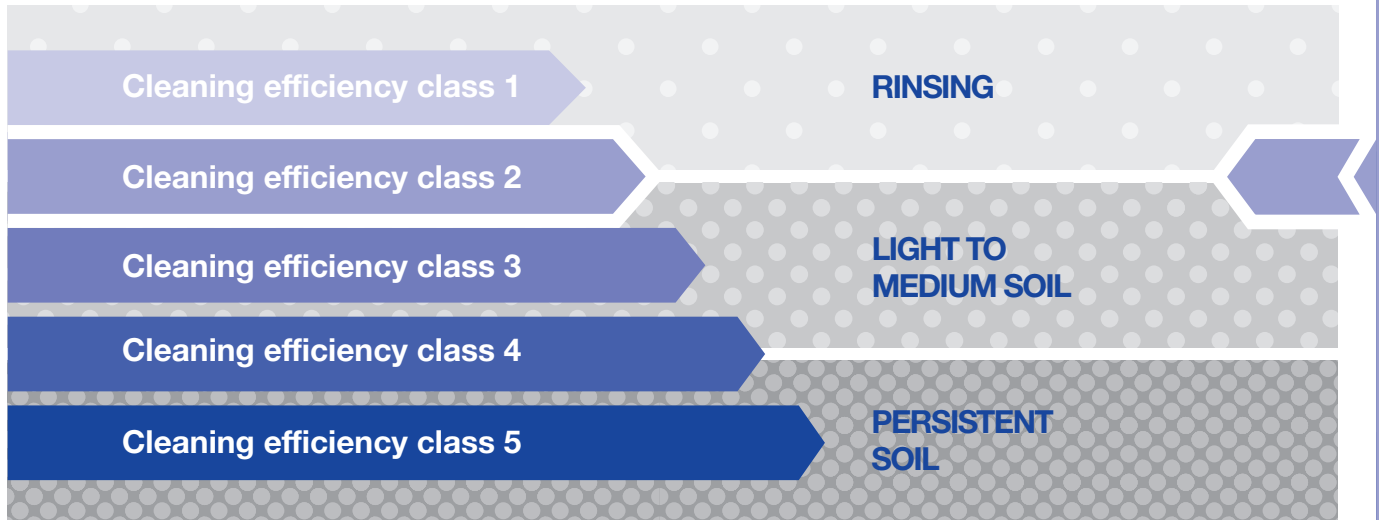 Cleaning efficiency class 1
RINSING
Cleaning efficiency class 2
Cleaning efficiency class 3
LIGHT TO
MEDIUM SOIL
Cleaning efficiency class 4
Cleaning efficiency class 5
PERSISTENT
SOIL